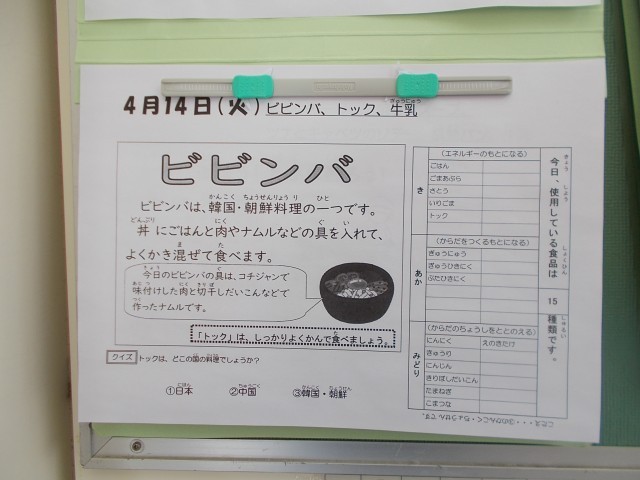 4月14日(火) ビビンバ、トック、牛乳
ビビンバ
ビビンバは、韓国・朝鮮料理の一つです。
丼にごはんと肉やナムルなどの具を入れて、
よくかき混ぜて食べます。
今日のビビンバの具は、コチジャンで
味付けした肉と切干しだいこんなどで
作ったナムルです。
「トック」は、しっかりよくかんで食べましょう。
クイズ トックは、どこの国の料理でしょうか？
①日本 ②中国 ③韓国・朝鮮
今日、使用している食品は 15 種類です。
き
(エネルギーのもとになる)
ごはん
ごまあぶら
さとう
いりごま
トック
あか
(からだをつくるもとになる)
ぎゅうにゅう
ぎゅうひきにく
ぶたひきにく
みどり
(からだのちょうしをととのえる)
にんにく えのきたけ
きゅうり
にんじん
きりぼしだいこん
たまねぎ
こまつな